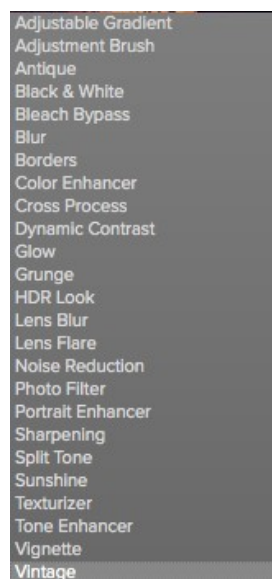 Adjustable Gradient
Adjustment Brush
Antique
Black & White
Bleach Bypass
Blur
Borders
Color Enhancer
Cross Process
Dynamic Contrast
Glow
Grunge
HDR Look
Lens Blur
Lens Flare
Noise Reduction
Photo Filter
Portrait Enhancer
Sharpening
Split Tone
Sunshine
Texturizer
Tone Enhancer
Vignette
Vintage